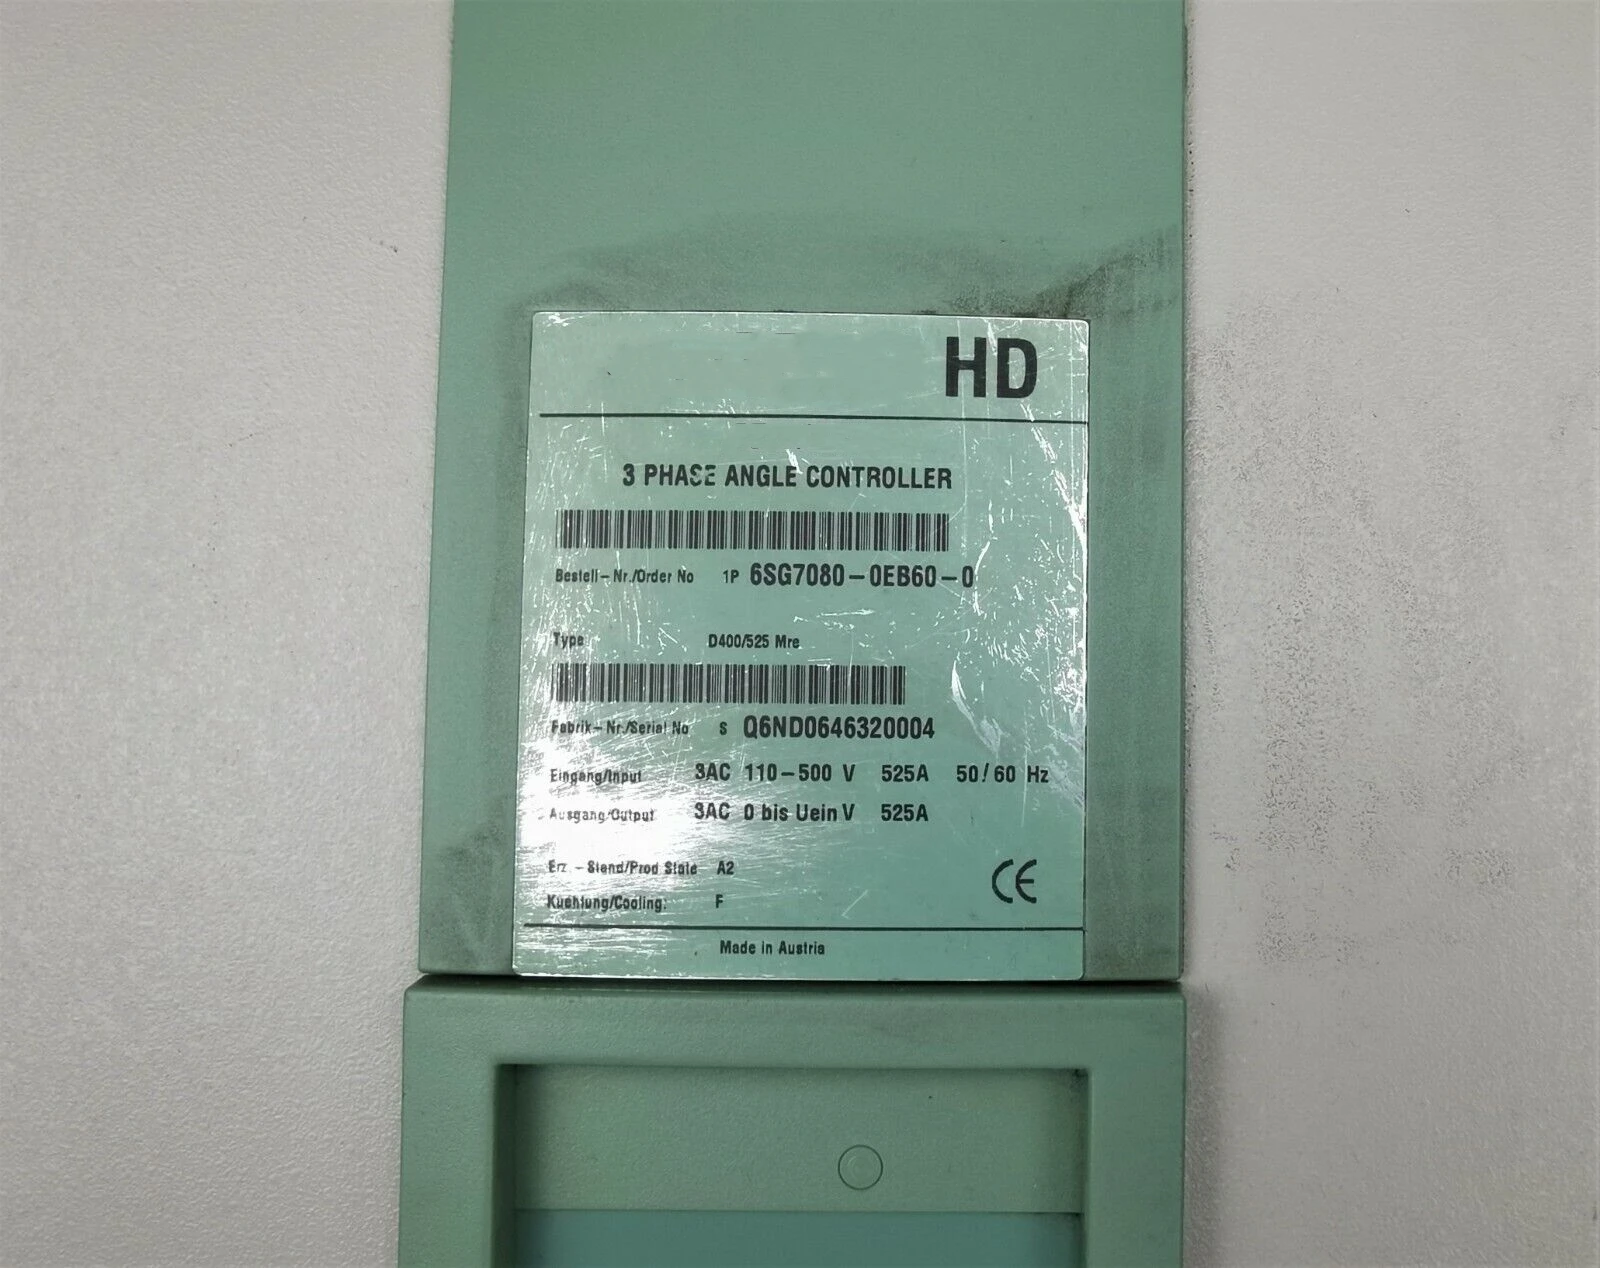 HD
3 PHASE ANGLE CONTROLLER
Bestell-Nr./Order No 1P 6SG7080-0EB60-0
Type D400/525 Mre
Fabrik-Nr./Serial No S Q6ND0646320004
Eingang/Input 3AC 110-500 V 525A 50/60 Hz
Ausgang/Output 3AC 0 bis Uein V 525A
Erz.-Stand/Prod State A2
Kuehlung/Cooling: F
CE
Made in Austria